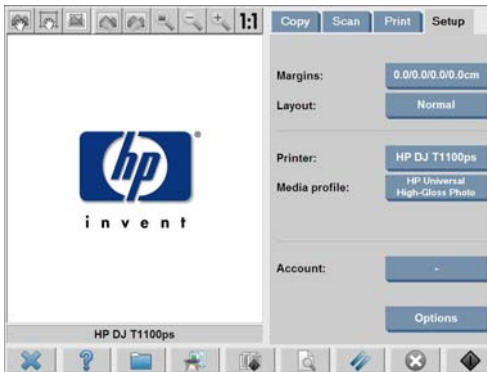 1:1
Copy
Scan
Print
Setup
Margins:
0.0/0.0/0.0/0.0cm
Layout:
Normal
Printer:
HP DJ T1100ps
Media profile:
HP Universal
High-Gloss Photo
Account:
-
Options
hp
®
invent
HP DJ T1100ps
?